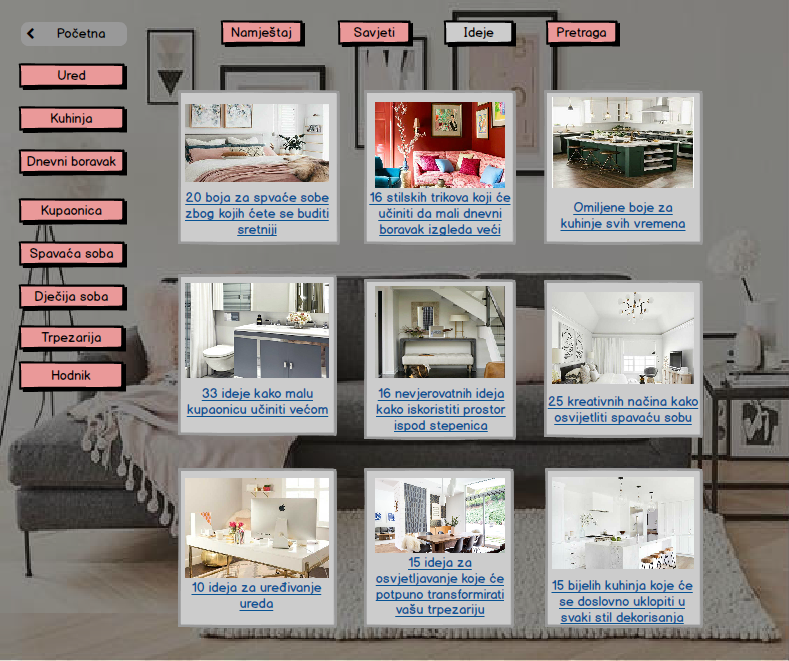 Početna
Namještaj
Savjeti
Ideje
Pretraga
Ured
Kuhinja
Dnevni boravak
Kupaonica
Spavaća soba
Dječija soba
Trpezarija
Hodnik
20 boja za spvaće sobe
zbog kojih ćete se buditi
sretniji
16 stilskih trikova koji će
učiniti da mali dnevni
boravak izgleda veći
Omiljene boje za
kuhinje svih vremena
33 ideje kako malu
kupaonicu učiniti većom
16 nevjerovatnih ideja
kako iskoristiti prostor
ispod stepenica
25 kreativnih načina kako
osvijetliti spavaću sobu
10 ideja za uređivanje
ureda
15 ideja za
osvjetljavanje koje će
potpuno transformirati
vašu trpezariju
15 bijelih kuhinja koje će
se doslovno uklopiti u
svaki stil dekorisanja